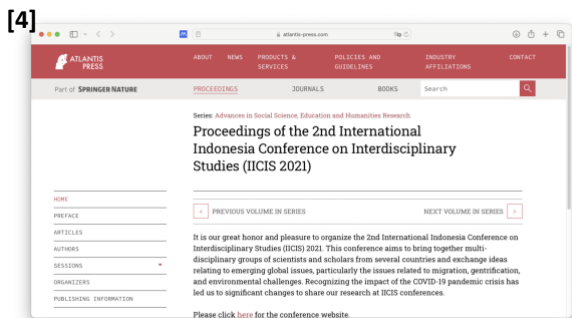 [4]
atlantis-press.com
ATLANTIS
PRESS
ABOUT NEWS PRODUCTS &
SERVICES POLICIES AND
GUIDELINES INDUSTRY
AFFILIATIONS CONTACT
Part of SPRINGER NATURE PROCEEDINGS JOURNALS BOOKS Search
Series: Advances in Social Science, Education and Humanities Research
Proceedings of the 2nd International
Indonesia Conference on Interdisciplinary
Studies (IICIS 2021)
HOME
PREFACE
ARTICLES
AUTHORS
SESSIONS
ORGANIZERS
PUBLISHING INFORMATION
< PREVIOUS VOLUME IN SERIES NEXT VOLUME IN SERIES >
It is our great honor and pleasure to organize the 2nd International Indonesia Conference on
Interdisciplinary Studies (IICIS) 2021. This conference aims to bring together multi-
disciplinary groups of scientists and scholars from several countries and exchange ideas
relating to emerging global issues, particularly the issues related to migration, gentrification,
and environmental challenges. Recognizing the impact of the COVID-19 pandemic crisis has
led us to significant changes to share our research at IICIS conferences.
Please click here for the conference website.